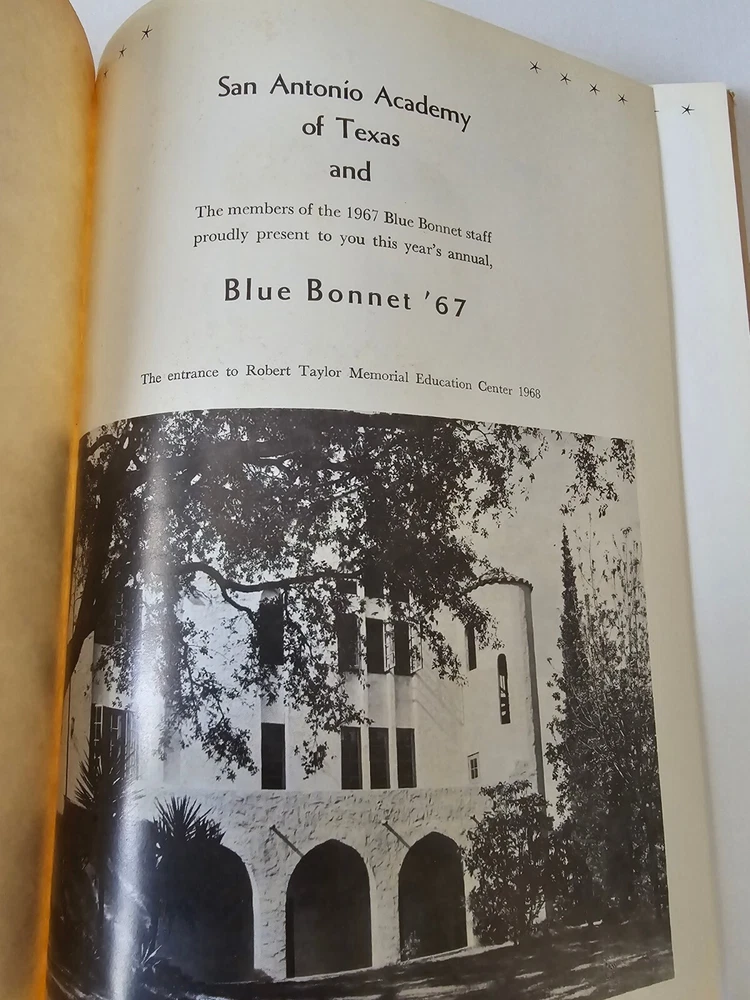 San Antonio Academy
of Texas
and
The members of the 1967 Blue Bonnet staff
proudly present to you this year's annual,
Blue Bonnet '67
The entrance to Robert Taylor Memorial Education Center 1968